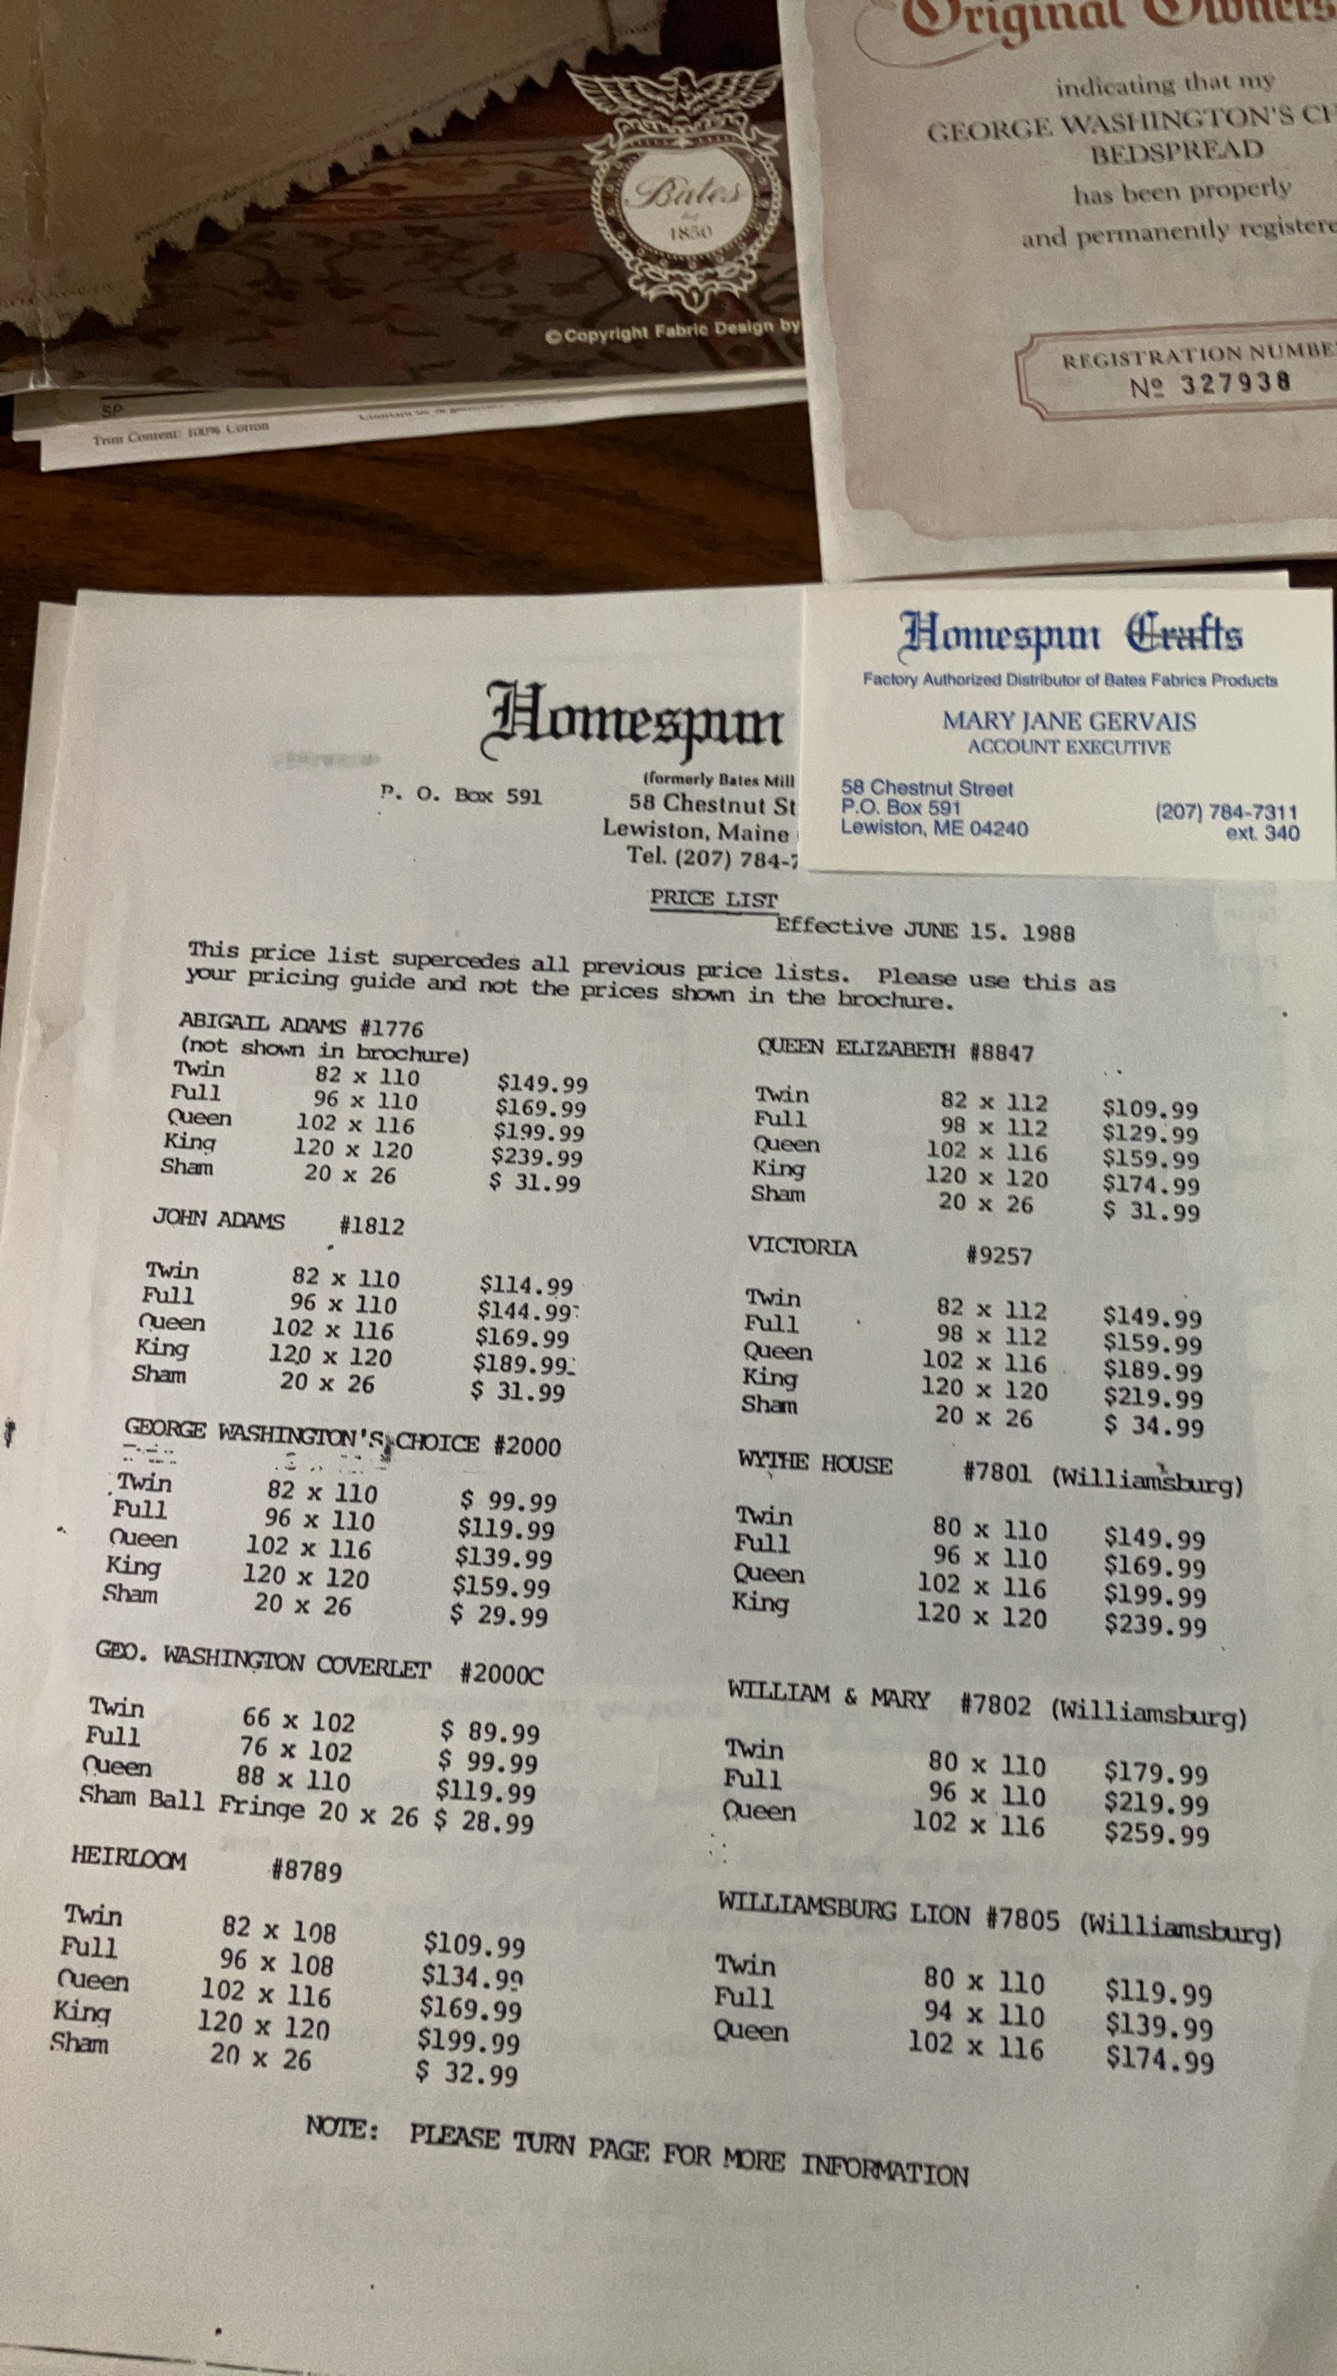 Bates
1850
© Copyright Fabric Design by
SP
Trim Content: 100% Cotton
Original Owners
indicating that my
GEORGE WASHINGTON'S CH
BEDSPREAD
has been properly
and permanently registere
REGISTRATION NUMBE
Nº 327938
Homespun Crafts
Factory Authorized Distributor of Bates Fabrics Products
MARY JANE GERVAIS
ACCOUNT EXECUTIVE
58 Chestnut Street
P.O. Box 591
Lewiston, ME 04240
(207) 784-7311
ext. 340
Homespun
(formerly Bates Mill
P. O. Box 591
58 Chestnut St
Lewiston, Maine
Tel. (207) 784-7
PRICE LIST
Effective JUNE 15. 1988
This price list supercedes all previous price lists. Please use this as
your pricing guide and not the prices shown in the brochure.
ABIGAIL ADAMS #1776
(not shown in brochure)
Twin 82 x 110 $149.99
Full 96 x 110 $169.99
Queen 102 x 116 $199.99
King 120 x 120 $239.99
Sham 20 x 26 $ 31.99
JOHN ADAMS #1812
Twin 82 x 110 $114.99
Full 96 x 110 $144.99
Queen 102 x 116 $169.99
King 120 x 120 $189.99
Sham 20 x 26 $ 31.99
GEORGE WASHINGTON'S CHOICE #2000
Twin 82 x 110 $ 99.99
Full 96 x 110 $119.99
Queen 102 x 116 $139.99
King 120 x 120 $159.99
Sham 20 x 26 $ 29.99
GEO. WASHINGTON COVERLET #2000C
Twin 66 x 102 $ 89.99
Full 76 x 102 $ 99.99
Queen 88 x 110 $119.99
Sham Ball Fringe 20 x 26 $ 28.99
HEIRLOOM #8789
Twin 82 x 108 $109.99
Full 96 x 108 $134.99
Queen 102 x 116 $169.99
King 120 x 120 $199.99
Sham 20 x 26 $ 32.99
QUEEN ELIZABETH #8847
Twin 82 x 112 $109.99
Full 98 x 112 $129.99
Queen 102 x 116 $159.99
King 120 x 120 $174.99
Sham 20 x 26 $ 31.99
VICTORIA #9257
Twin 82 x 112 $149.99
Full 98 x 112 $159.99
Queen 102 x 116 $189.99
King 120 x 120 $219.99
Sham 20 x 26 $ 34.99
WYTHE HOUSE #7801 (Williamsburg)
Twin 80 x 110 $149.99
Full 96 x 110 $169.99
Queen 102 x 116 $199.99
King 120 x 120 $239.99
WILLIAM & MARY #7802 (Williamsburg)
Twin 80 x 110 $179.99
Full 96 x 110 $219.99
Queen 102 x 116 $259.99
WILLIAMSBURG LION #7805 (Williamsburg)
Twin 80 x 110 $119.99
Full 94 x 110 $139.99
Queen 102 x 116 $174.99
NOTE: PLEASE TURN PAGE FOR MORE INFORMATION